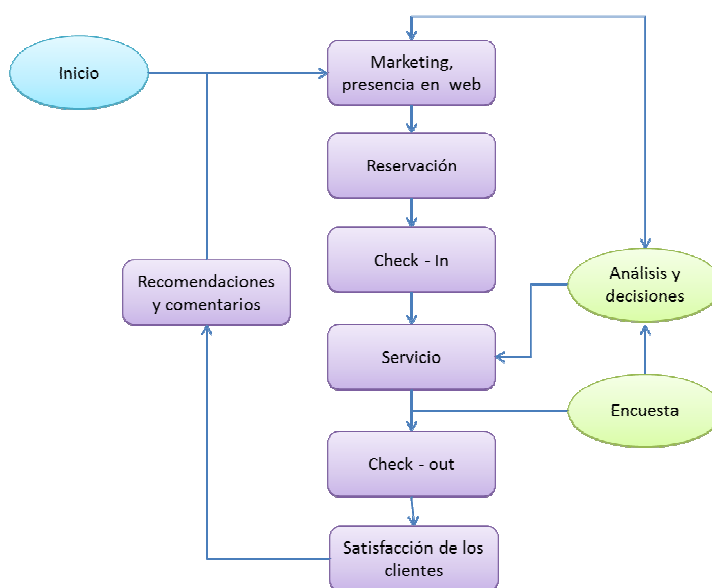 Inicio
Marketing,
presencia en web
Reservación
Check - In
Recomendaciones
y comentarios
Análisis y
decisiones
Servicio
Encuesta
Check - out
Satisfacción de los
clientes